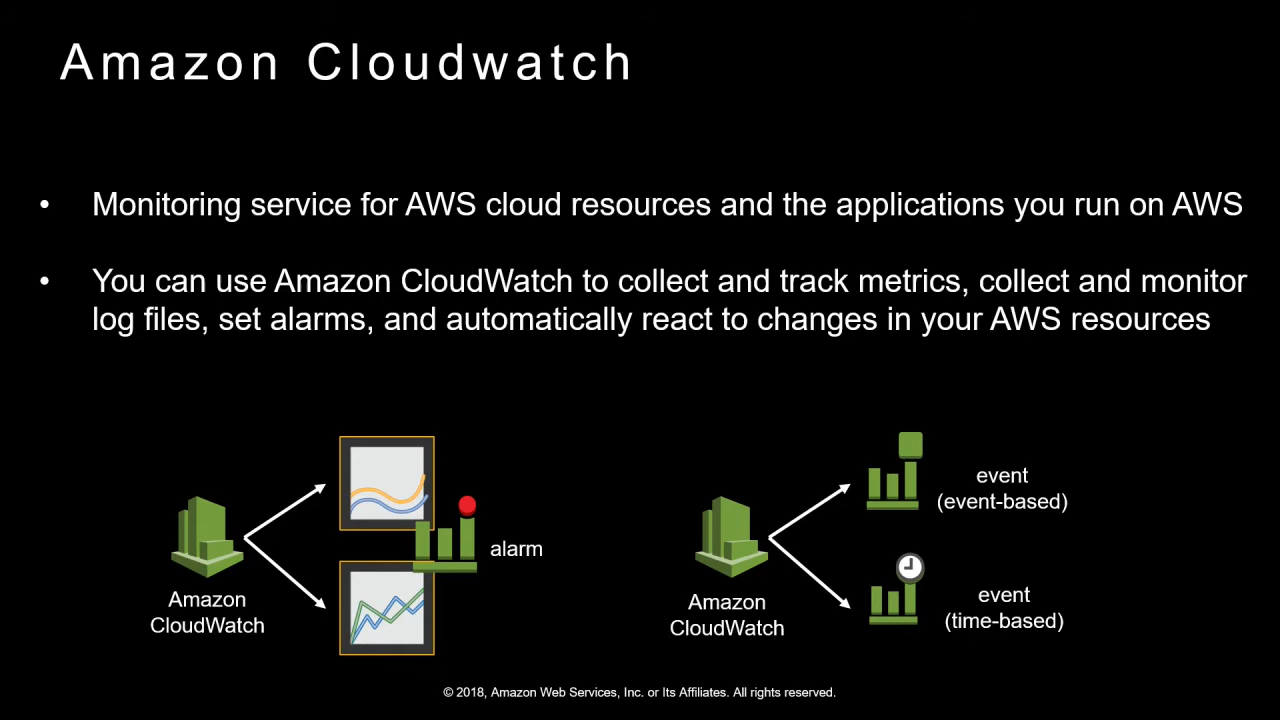 Amazon Cloudwatch
• Monitoring service for AWS cloud resources and the applications you run on AWS
• You can use Amazon CloudWatch to collect and track metrics, collect and monitor
log files, set alarms, and automatically react to changes in your AWS resources
Amazon
CloudWatch
alarm
Amazon
CloudWatch
event
(event-based)
event
(time-based)
© 2018, Amazon Web Services, Inc. or Its Affiliates. All rights reserved.